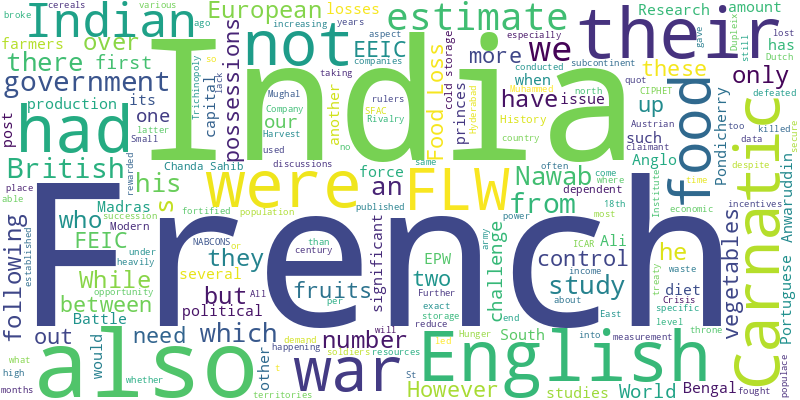 India
French
also
English
war
were
FLW
food
Carnatic
had
not
their
Indian
estimate
government
possessions
European
British
his
Nawab
we
an
from
study
control
they
but
which
number
fruits
need
between
While
following
who
FEIC
there
over
first
EEIC
more
have
Food loss
losses
farmers
production
its
one
our
capital
another
issue
princes
cold storage
when
these
has
only
up
such
Anglo
amount
Research
Pondicherry
Portuguese
Anwaruddin
vegetables
diet
he
challenge
significant
EPW
two
several
political
Battle
Madras
Chanda Sahib
force
dependent
Ali
South
World
Bengal
However
studies
other
would
out
post
Small
Modern
Trichinopoly
Mughal
Company
Rivalry
Harvest
used
discussions
SFAC
no
rulers
Hyderabad
Muhammed
History
country
subcontinent
CIPHET
Austrian
claimant
quot
data
north
conducted
companies
especially
aspect
increasing
years
taking
various
ago
cereals
broke
so
lack
Dupleix
gave
lost
still
Dutch
defeated
killed
too
secure
despite
time
incentives
economic
Institute
18th
most
often
come
where
same
published
power
army
Further
exact
storage
reduce
than
century
All
per
population
fortified
succession
under
heavily
opportunity
NABCONS
or
established
rewarded
latter
place
able
what
high
months
whether
happening
demand
soldiers
resources
territories
t
s
will
St
led
Hunger
lend
about
income
ICAR
East
into
measurement
treaty
waste
Crisis
specific
level
throne
fought
populace